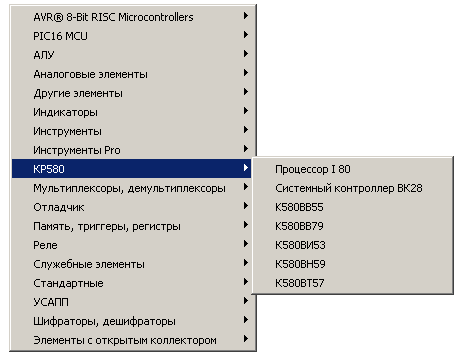 AVR® 8-Bit RISC Microcontrollers
PIC16 MCU
АЛУ
Аналоговые элементы
Другие элементы
Индикаторы
Инструменты
Инструменты Pro
КР580
Мультиплексоры, демультиплексоры
Отладчик
Память, триггеры, регистры
Реле
Служебные элементы
Стандартные
УСАПП
Шифраторы, дешифраторы
Элементы с открытым коллектором
Процессор I 80
Системный контроллер ВК28
К580ВВ55
К580ВВ79
К580ВИ53
К580ВН59
К580ВТ57